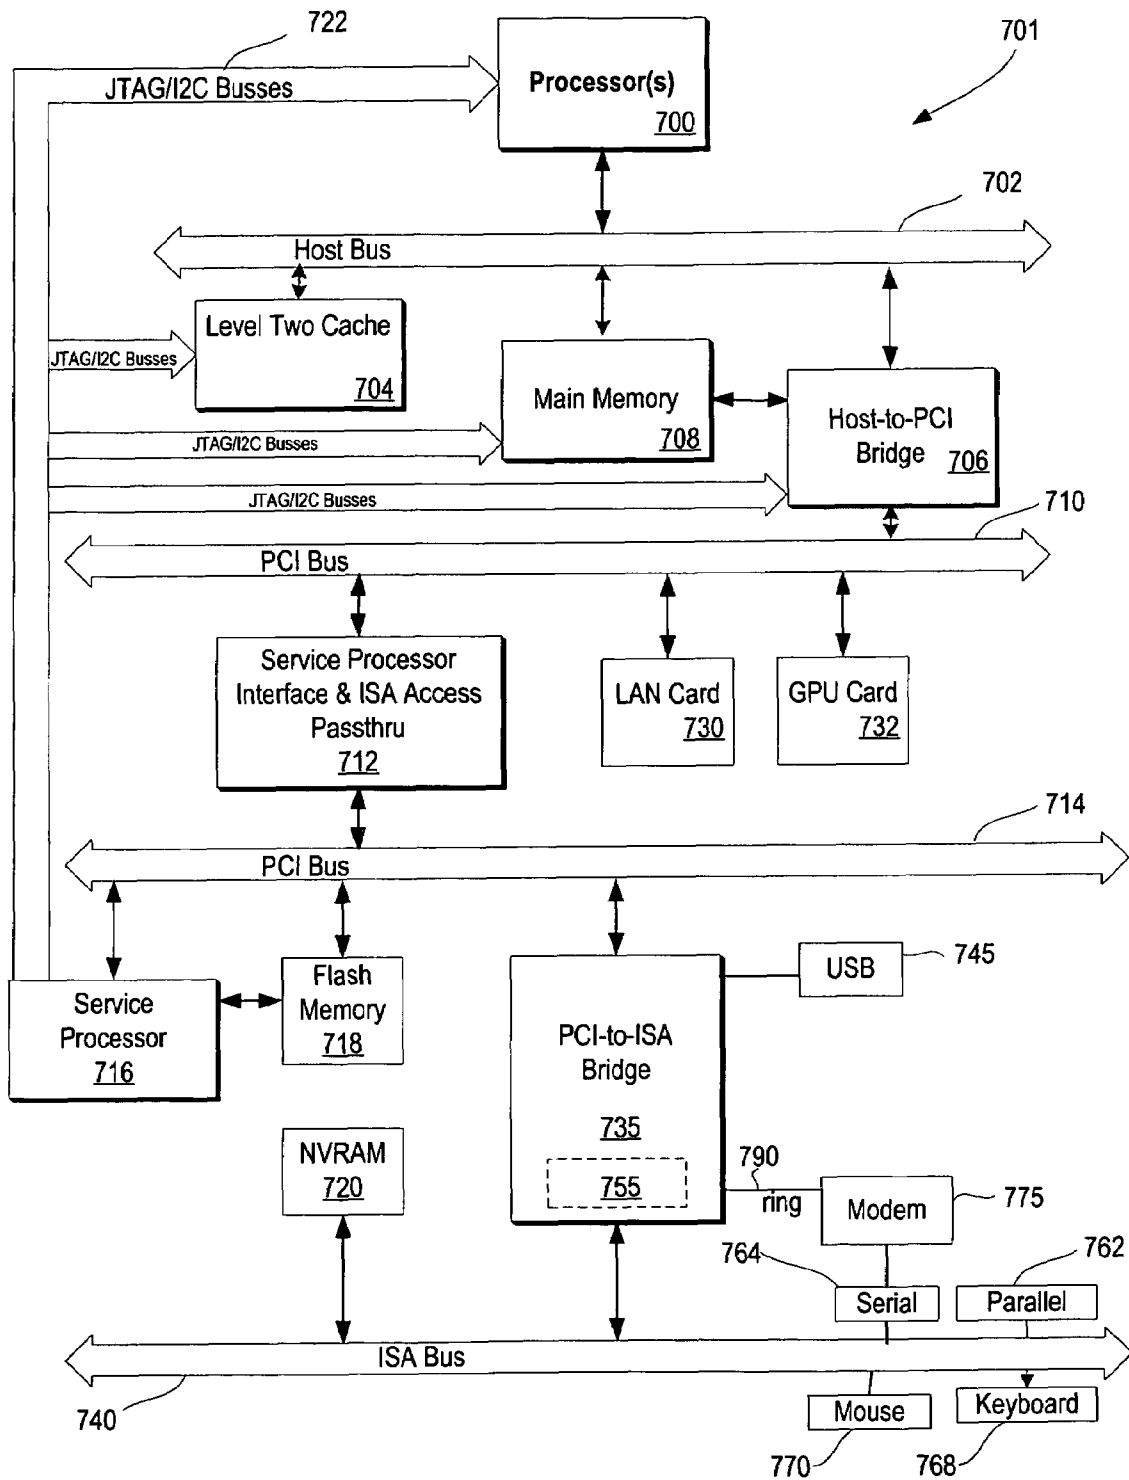 722
701
JTAG/I2C Busses
Processor(s)
700
702
Host Bus
Level Two Cache
704
JTAG/I2C Busses
Main Memory
708
Host-to-PCI
Bridge
706
JTAG/I2C Busses
JTAG/I2C Busses
710
PCI Bus
Service Processor
Interface & ISA Access
Passthru
712
LAN Card
730
GPU Card
732
714
PCI Bus
USB
745
Service
Processor
716
Flash
Memory
718
PCI-to-ISA
Bridge
735
755
NVRAM
720
790
ring
Modem
775
764
762
Serial
Parallel
ISA Bus
740
Mouse
Keyboard
770
768